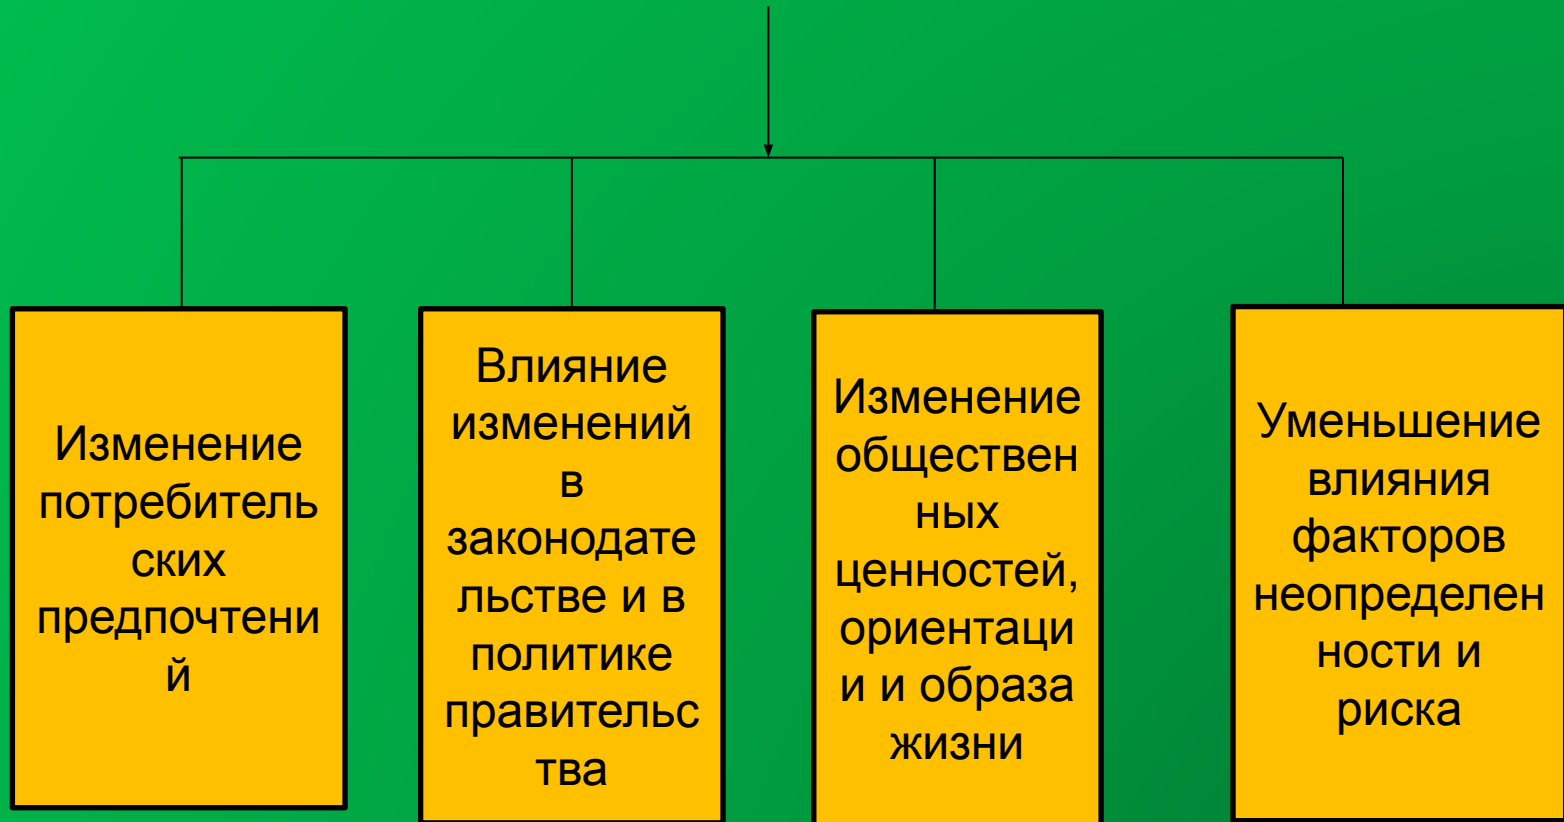 Изменение
потребитель
ских
предпочтени
й
Влияние
изменений
в
законодате
льстве и в
политике
правительс
тва
Изменение
обществен
ных
ценностей,
ориентаци
и и образа
жизни
Уменьшение
влияния
факторов
неопределен
ности и
риска